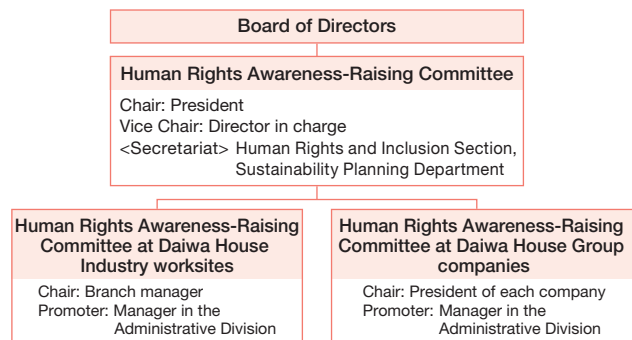 Board of Directors
Human Rights Awareness-Raising Committee
Chair: President
Vice Chair: Director in charge
<Secretariat> Human Rights and Inclusion Section,
Sustainability Planning Department
Human Rights Awareness-Raising
Committee at Daiwa House
Industry worksites
Chair: Branch manager
Promoter: Manager in the
Administrative Division
Human Rights Awareness-Raising
Committee at Daiwa House Group
companies
Chair: President of each company
Promoter: Manager in the
Administrative Division